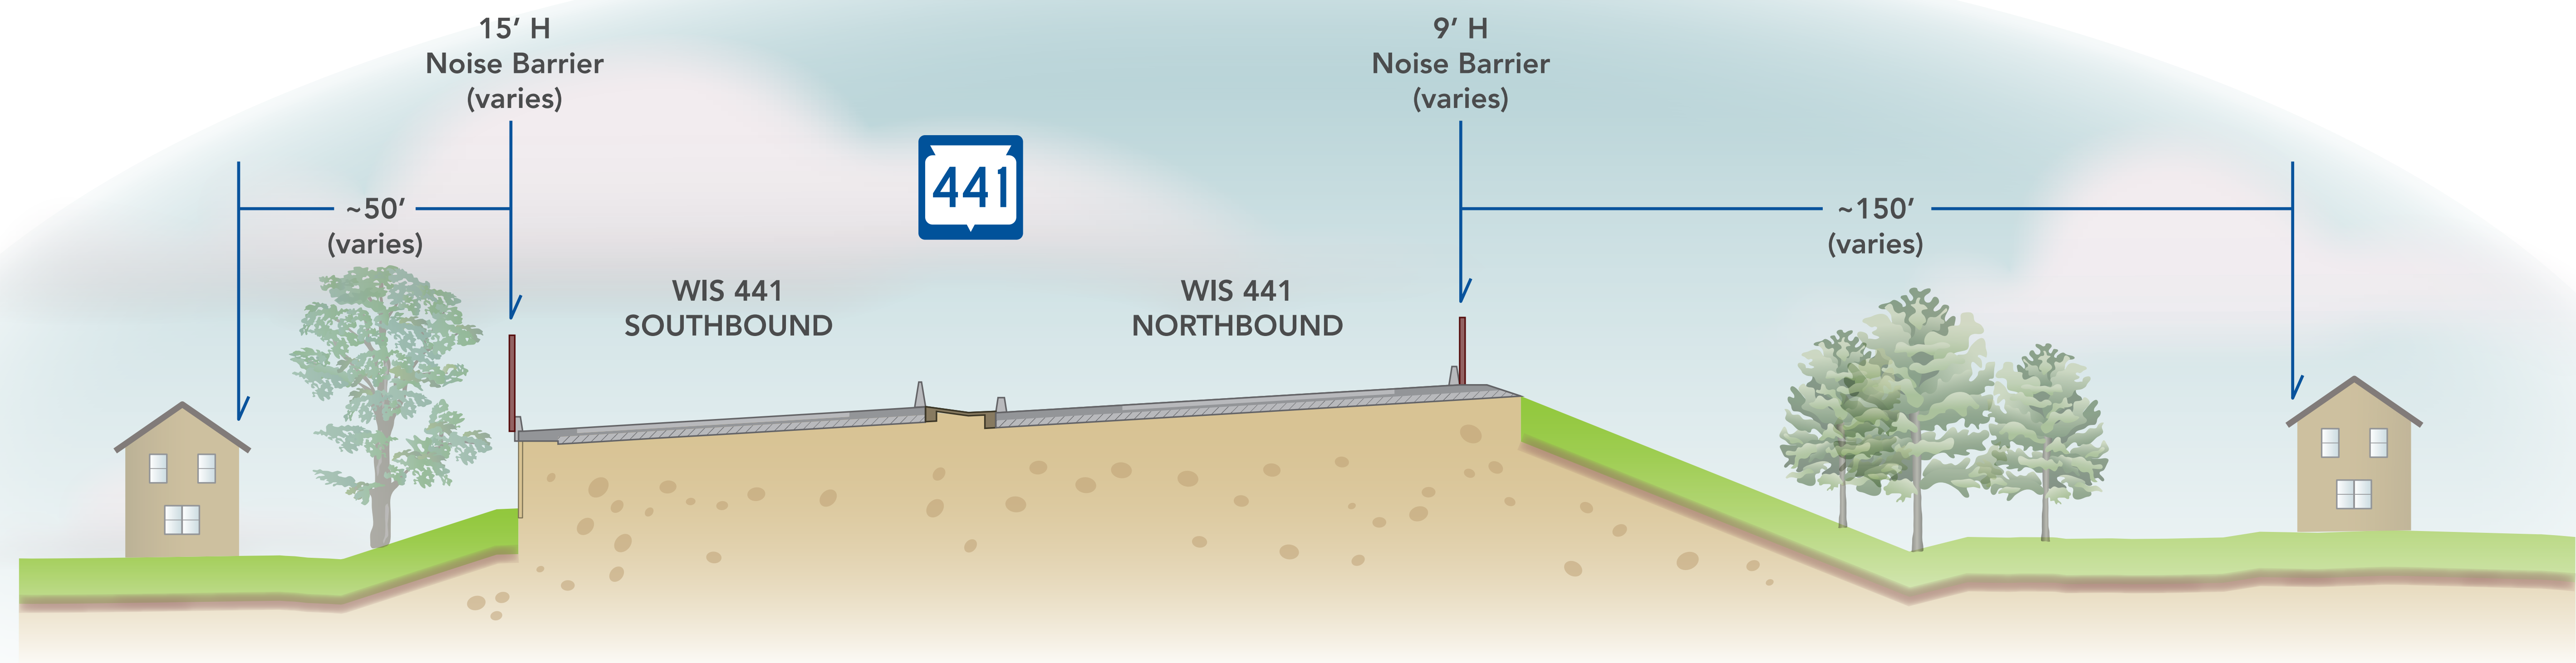 15’ H
Noise Barrier
(varies)
9’ H
Noise Barrier
(varies)
441
~50’
(varies)
~150’
(varies)
WIS 441
SOUTHBOUND
WIS 441
NORTHBOUND